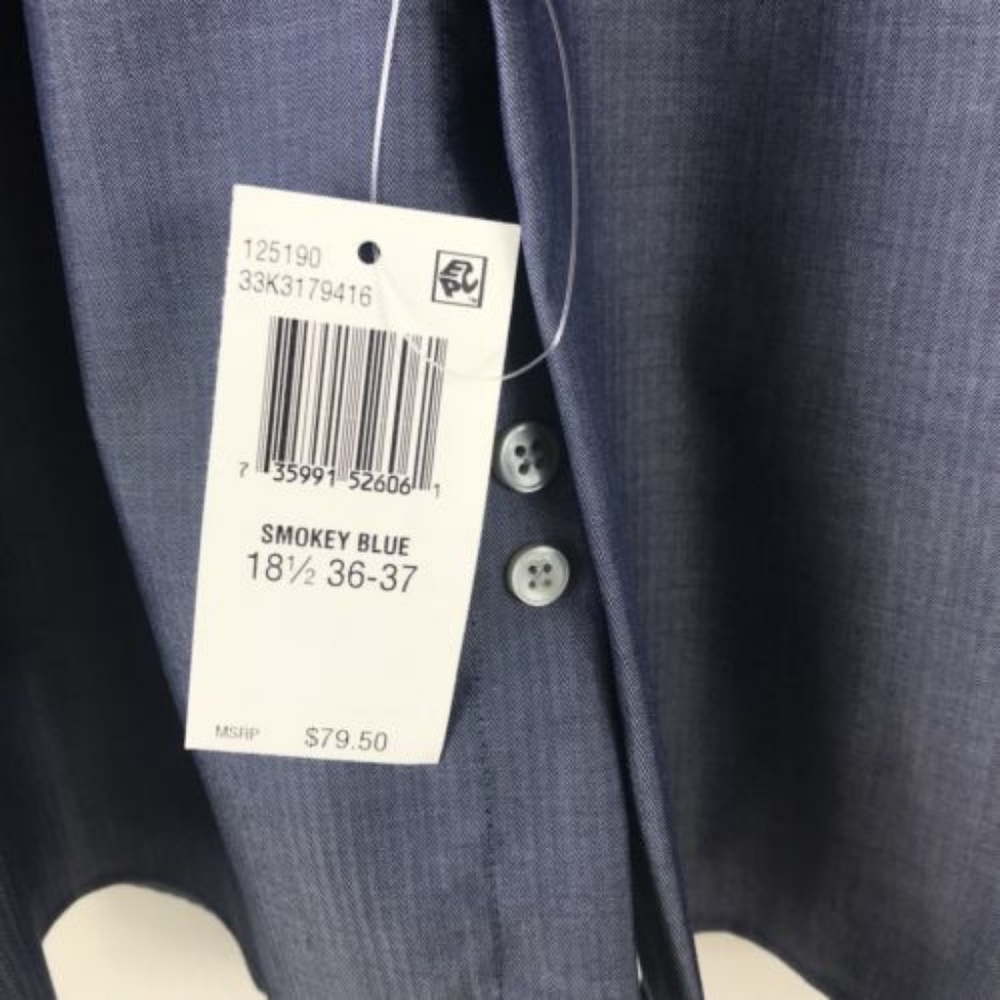 125190
33K3179416
7 35991 52606 1
SMOKEY BLUE
18½ 36-37
MSRP $79.50